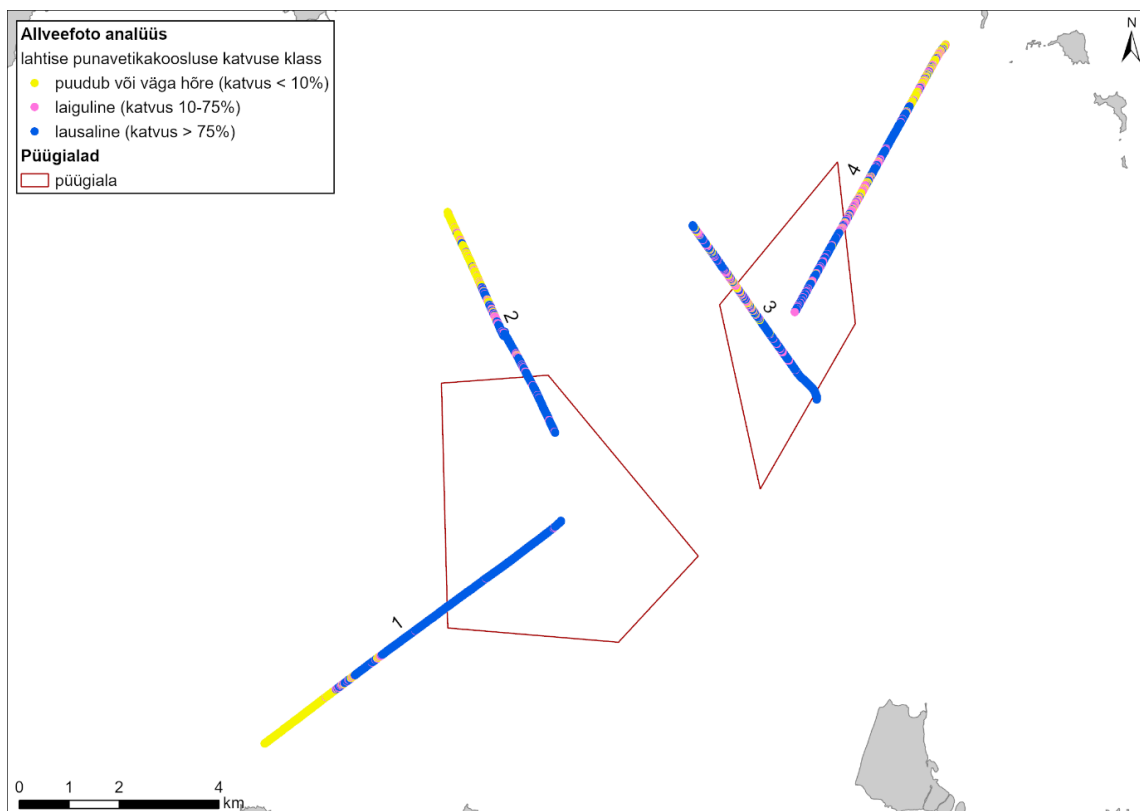 Allveefoto analüüs
lahtise punavetikakoosluse katvuse klass
puudub või väga hõre (katvus < 10%)
laiguline (katvus 10-75%)
lausaline (katvus > 75%)
Püügialad
püügiala
N
4
3
2
1
0 1 2 4
km